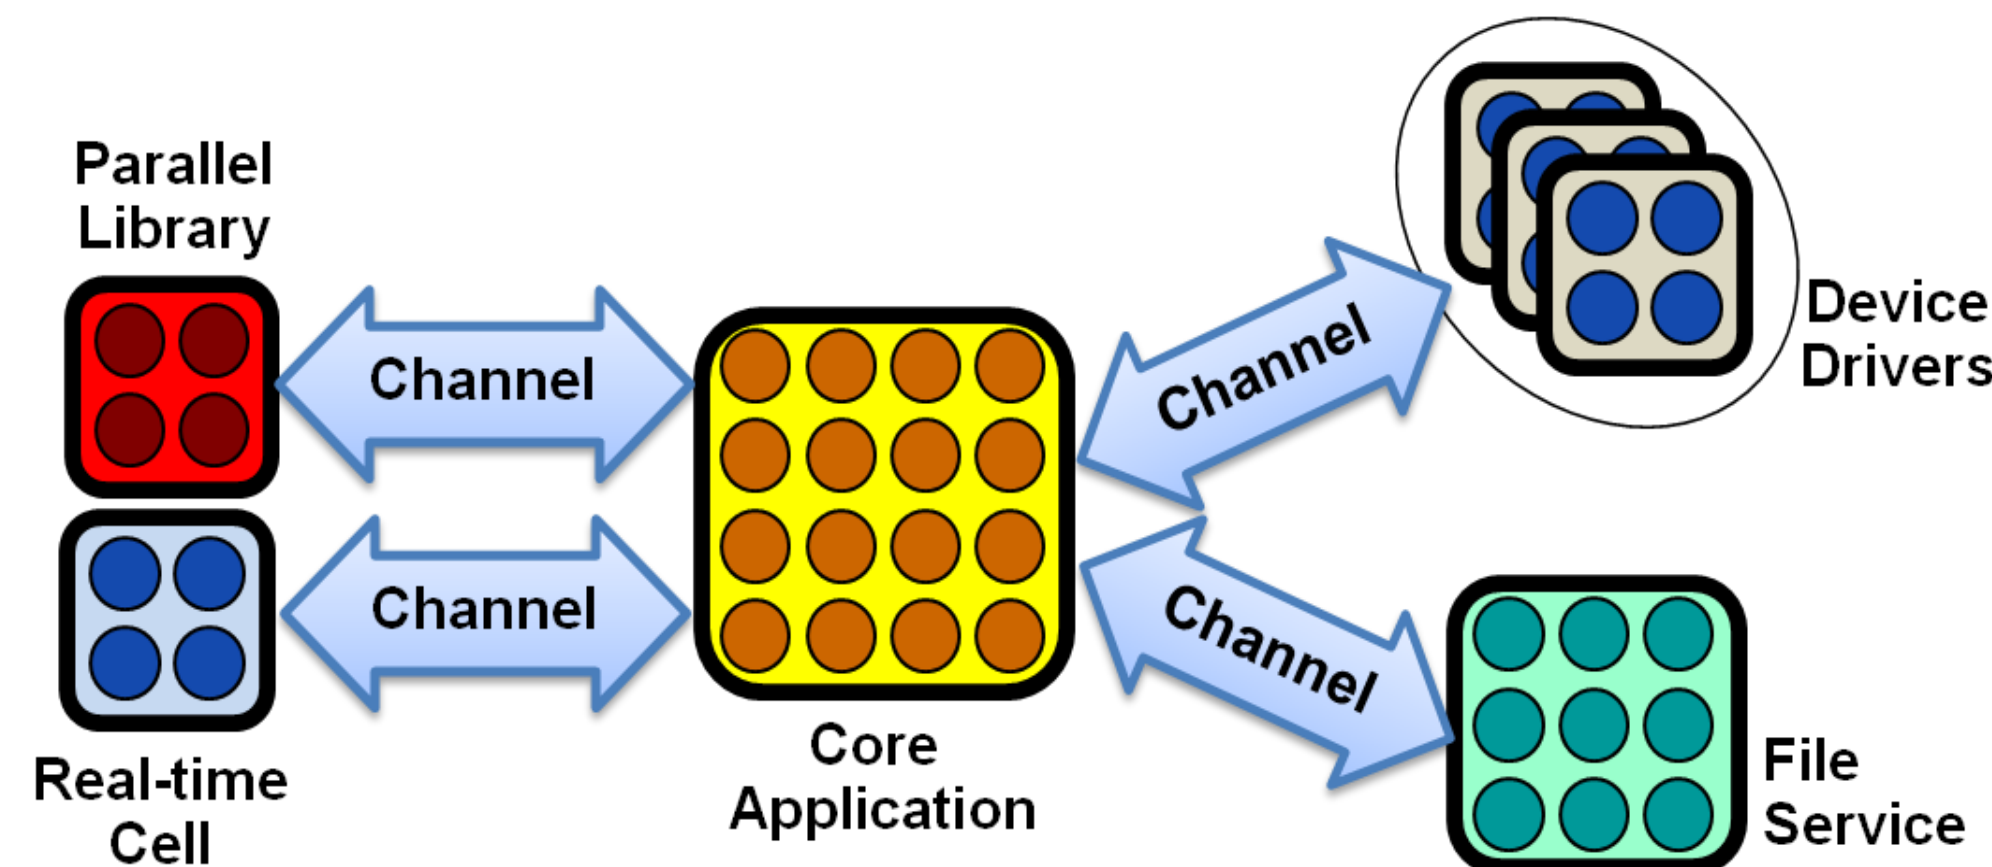 Parallel
Library
Channel
Channel
Real-time
Cell
Core
Application
Channel
Channel
Device
Drivers
File
Service